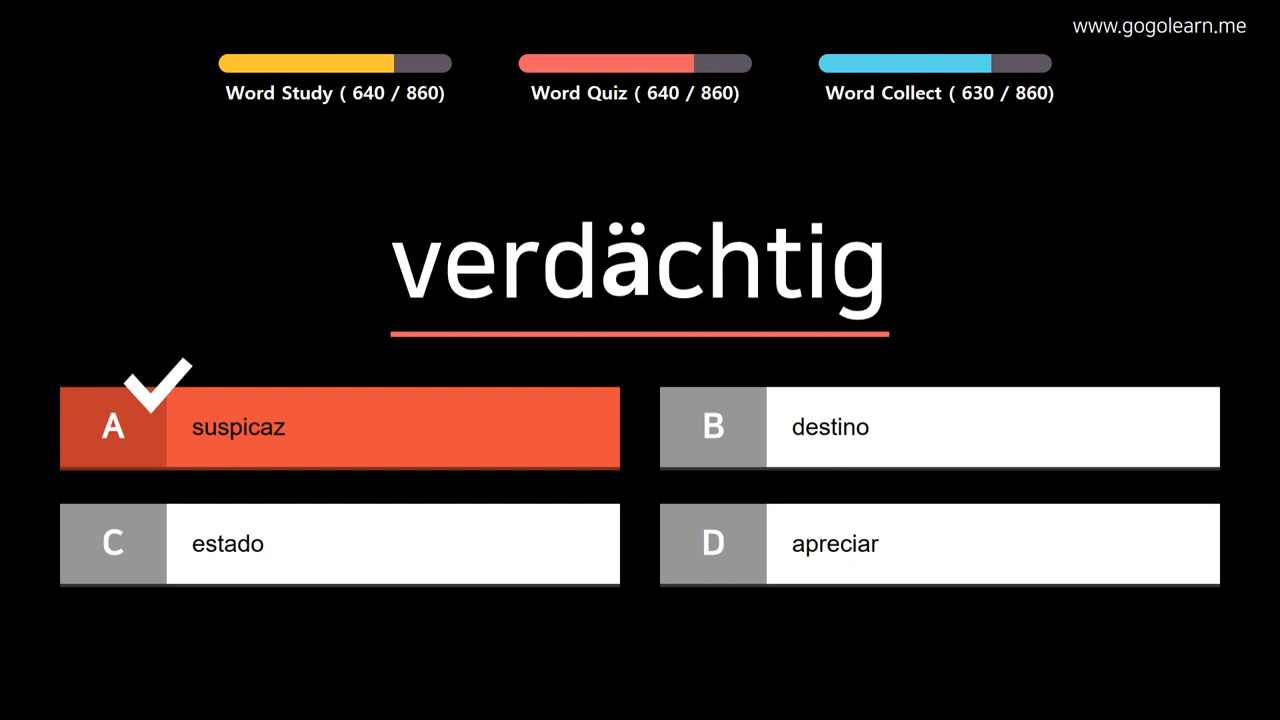 www.gogolearn.me
Word Study ( 640 / 860)
Word Quiz ( 640 / 860)
Word Collect ( 630 / 860)
verdächtig
A suspicaz
B destino
C estado
D apreciar